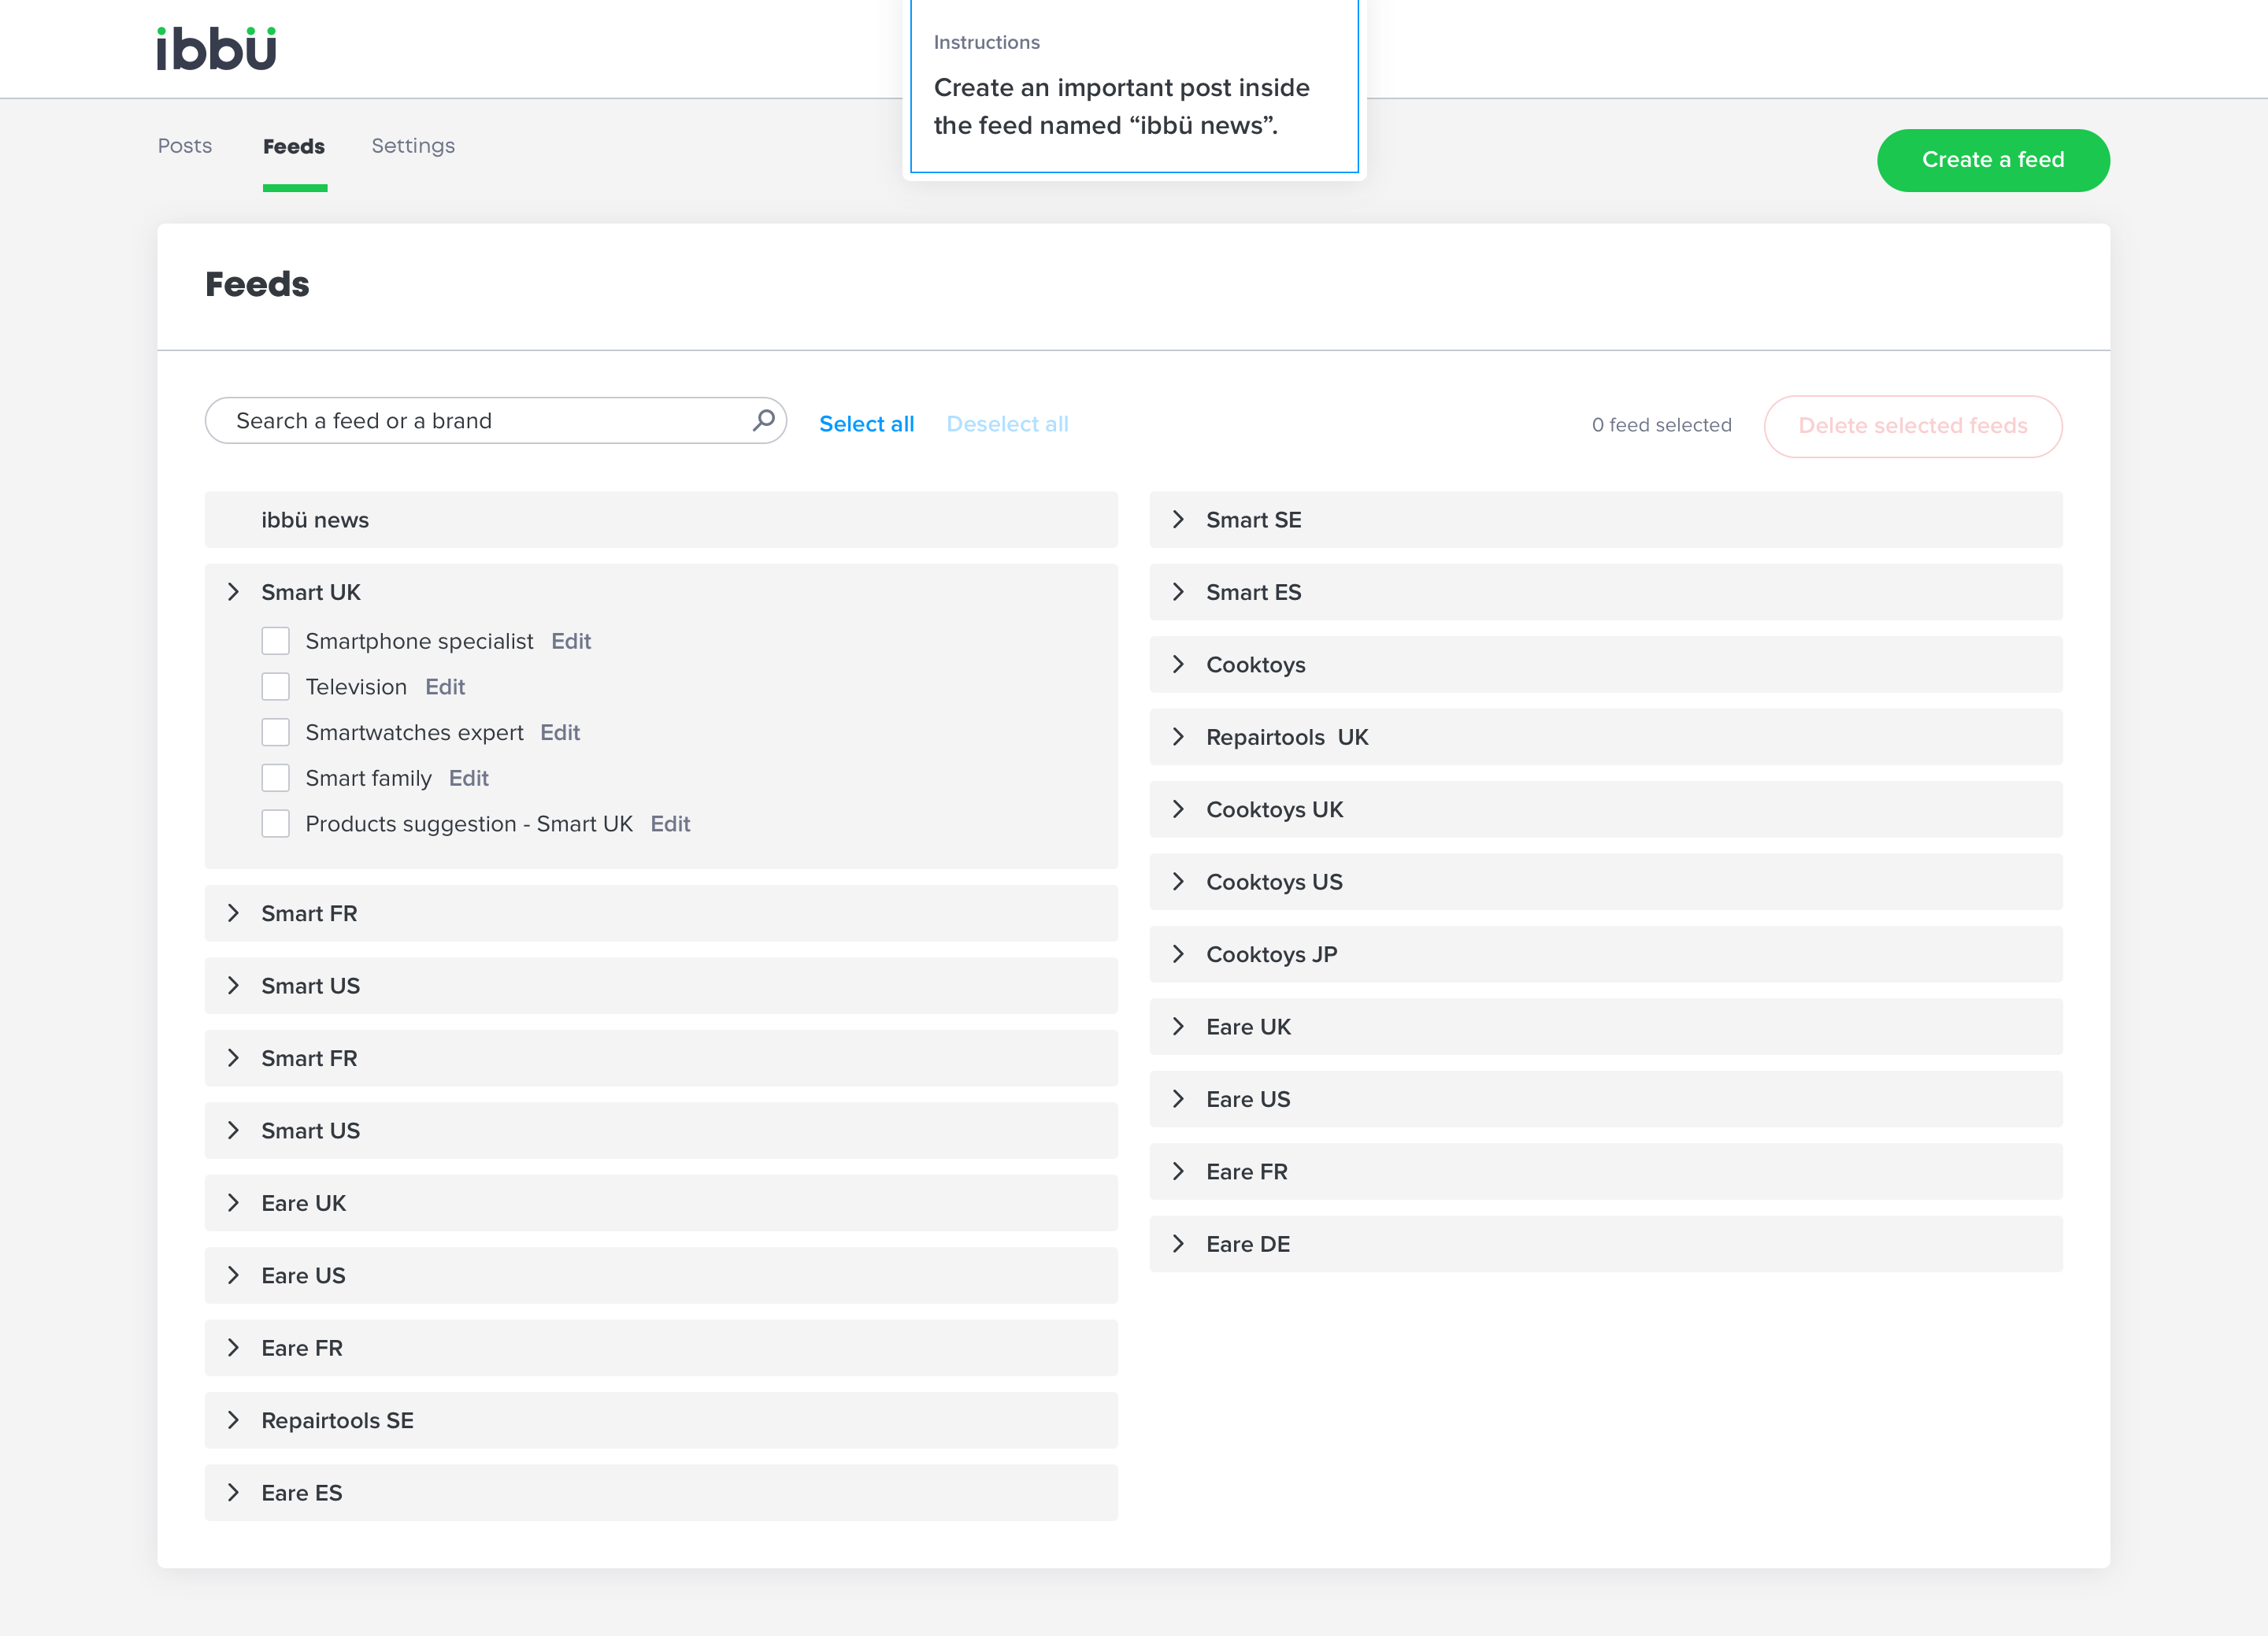 ibbü
Instructions
Create an important post inside
the feed named “ibbü news”.
Posts
Feeds
Settings
Create a feed
Feeds
Search a feed or a brand
Select all
Deselect all
0 feed selected
Delete selected feeds
ibbü news
Smart UK
Smartphone specialist Edit
Television Edit
Smartwatches expert Edit
Smart family Edit
Products suggestion - Smart UK Edit
Smart FR
Smart US
Smart FR
Smart US
Eare UK
Eare US
Eare FR
Repairtools SE
Eare ES
Smart SE
Smart ES
Cooktoys
Repairtools UK
Cooktoys UK
Cooktoys US
Cooktoys JP
Eare UK
Eare US
Eare FR
Eare DE